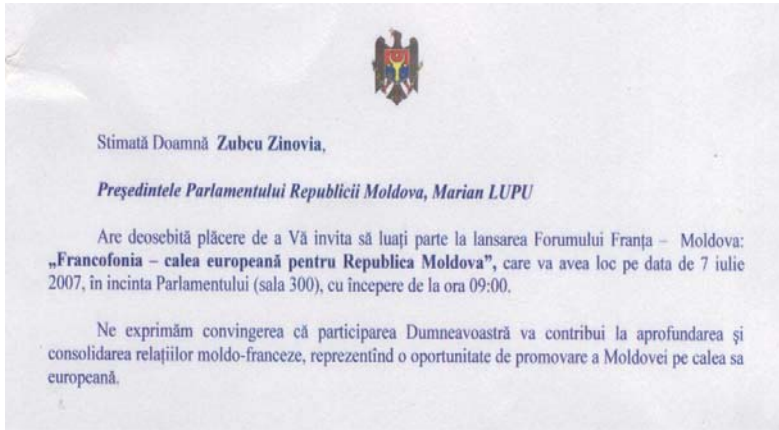 Stimată Doamnă Zubcu Zinovia,
Preşedintele Parlamentului Republicii Moldova, Marian LUPU
Are deosebită plăcere de a Vă invita să luaţi parte la lansarea Forumului Franţa – Moldova:
„Francofonia – calea europeană pentru Republica Moldova”, care va avea loc pe data de 7 iulie
2007, în incinta Parlamentului (sala 300), cu începere de la ora 09:00.
Ne exprimăm convingerea că participarea Dumneavoastră va contribui la aprofundarea şi
consolidarea relaţiilor moldo-franceze, reprezentînd o oportunitate de promovare a Moldovei pe calea sa
europeană.